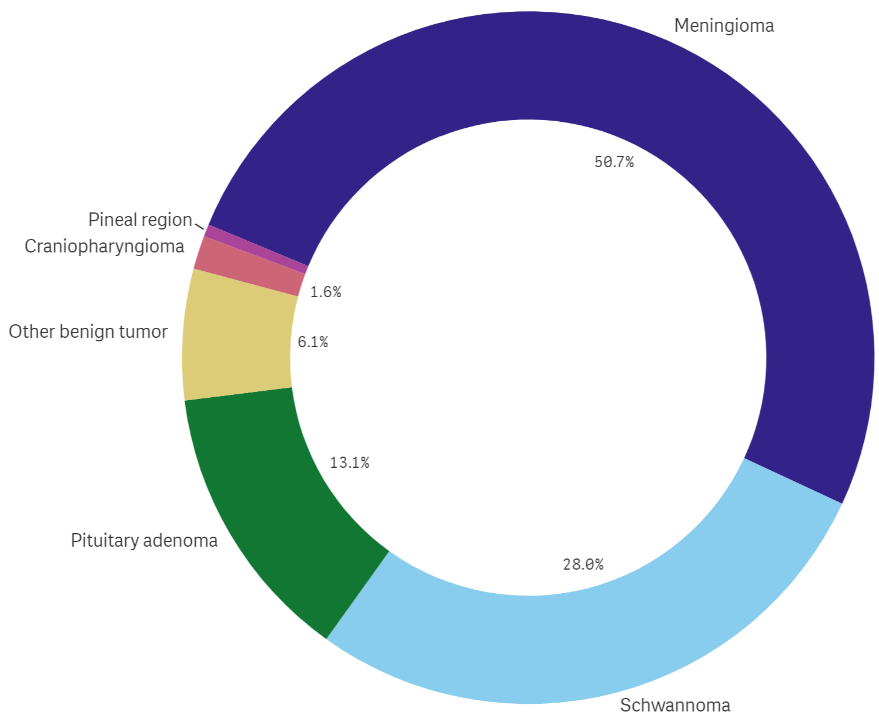 Meningioma
50.7%
Pineal region
Craniopharyngioma
1.6%
Other benign tumor
6.1%
13.1%
Pituitary adenoma
28.0%
Schwannoma